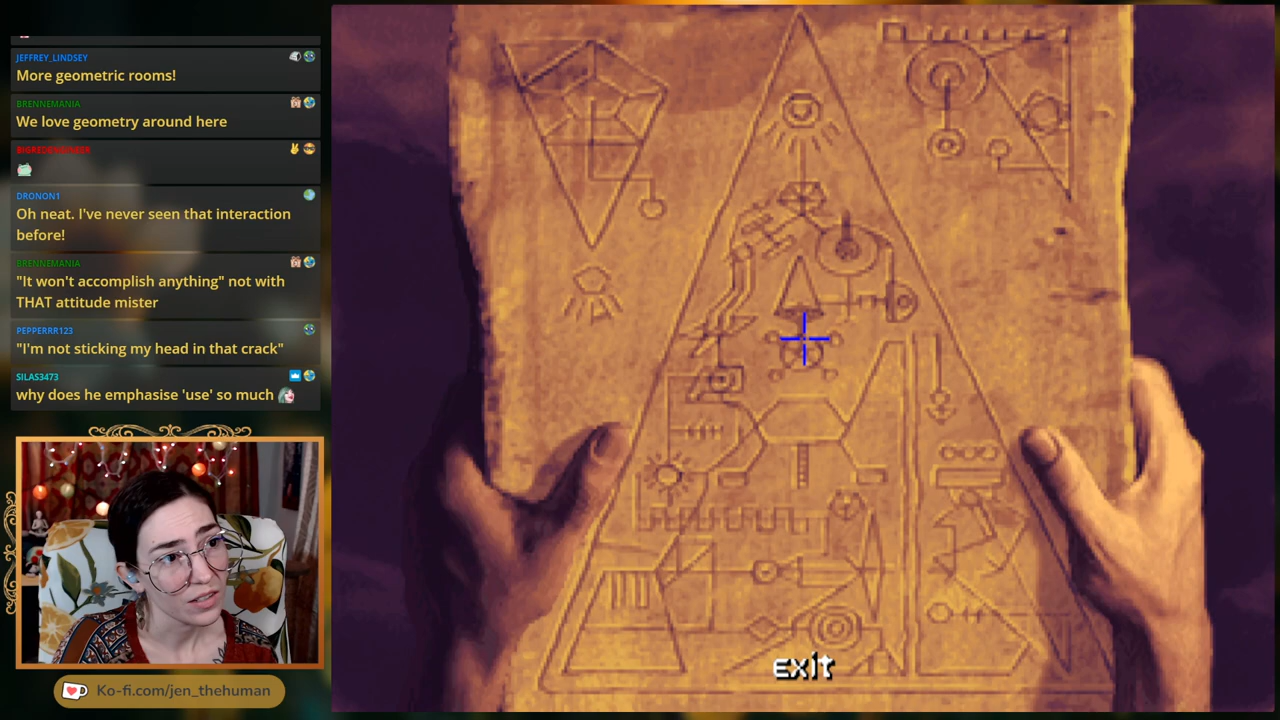 JEFFREY_LINDSEY
More geometric rooms!
BRENNEMANIA
We love geometry around here
DRONON1
Oh neat. I've never seen that interaction
before!
BRENNEMANIA
"It won't accomplish anything" not with
THAT attitude mister
PEPPERRR123
"I'm not sticking my head in that crack"
SILAS3473
why does he emphasise 'use' so much
Ko-fi.com/jen_thehuman
exit